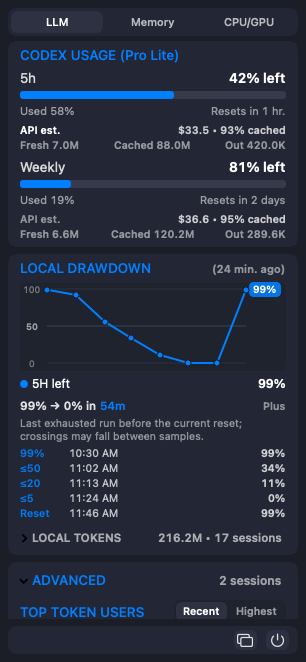 LLM Memory CPU/GPU
CODEX USAGE (Pro Lite)
5h 42% left
Used 58% Resets in 1 hr.
API est. $33.5 • 93% cached
Fresh 7.0M Cached 88.0M Out 420.0K
Weekly 81% left
Used 19% Resets in 2 days
API est. $36.6 • 95% cached
Fresh 6.6M Cached 120.2M Out 289.6K
LOCAL DRAWDOWN (24 min. ago)
100
99%
50
0
5H left 99%
99% → 0% in 54m Plus
Last exhausted run before the current reset;
crossings may fall between samples.
99% 10:30 AM 99%
≤50 11:02 AM 34%
≤20 11:13 AM 11%
≤5 11:24 AM 0%
Reset 11:46 AM 99%
LOCAL TOKENS 216.2M • 17 sessions
ADVANCED 2 sessions
TOP TOKEN USERS Recent Highest